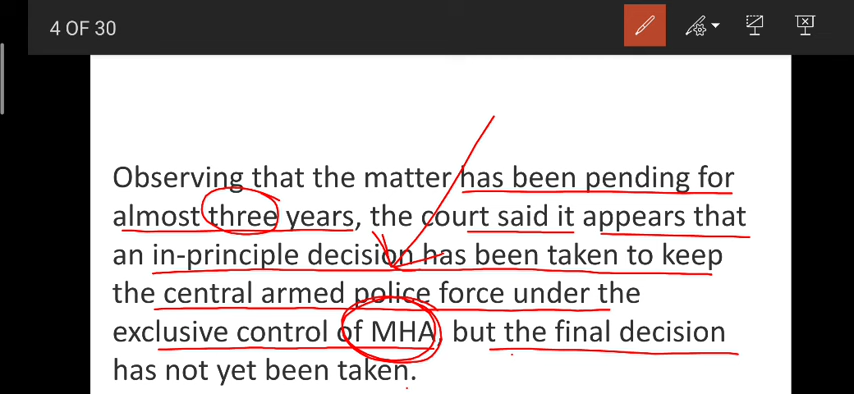 4 OF 30
Observing that the matter has been pending for
almost three years, the court said it appears that
an in-principle decision has been taken to keep
the central armed police force under the
exclusive control of MHA, but the final decision
has not yet been taken.